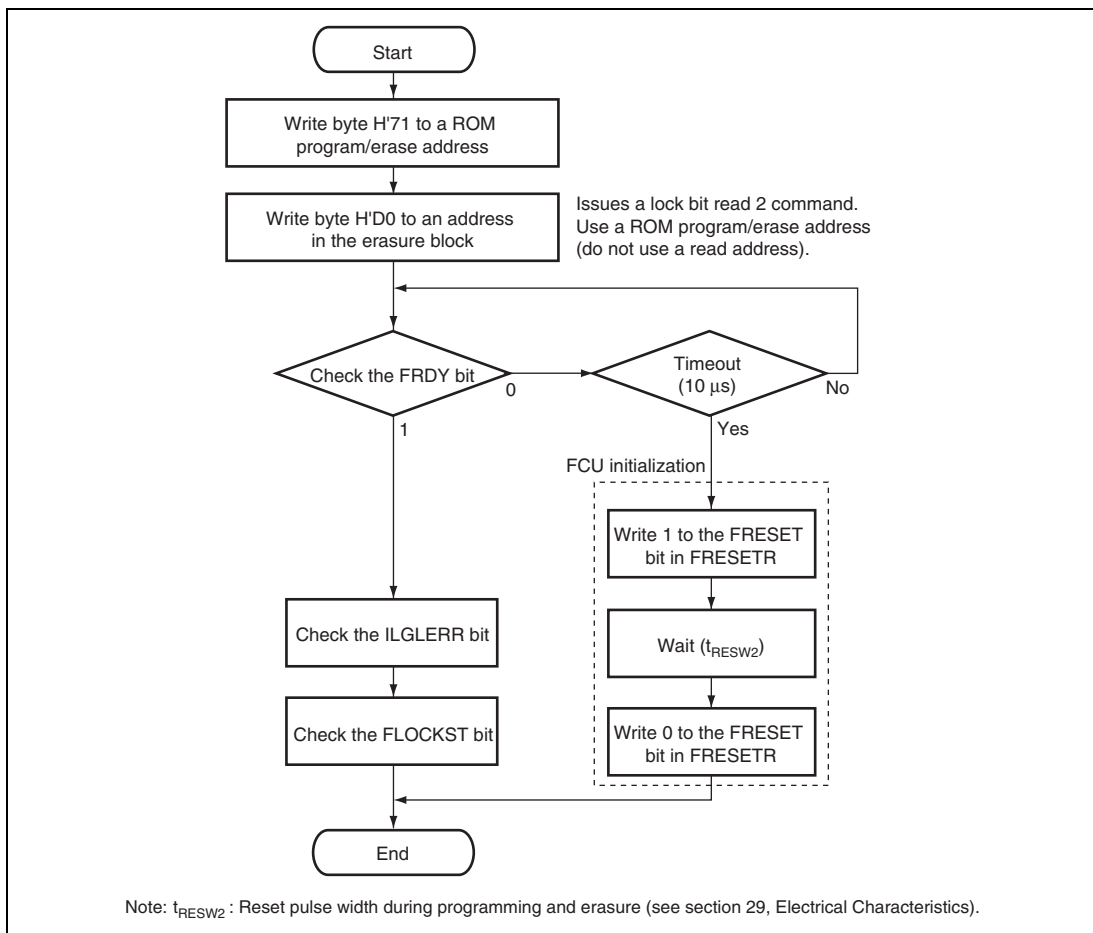 Start
Write byte H'71 to a ROM
program/erase address
Write byte H'D0 to an address
in the erasure block
Issues a lock bit read 2 command.
Use a ROM program/erase address
(do not use a read address).
Check the FRDY bit
0
1
Timeout
(10 μs)
No
Yes
FCU initialization
Write 1 to the FRESET
bit in FRESETR
Wait (tRESW2)
Write 0 to the FRESET
bit in FRESETR
Check the ILGLERR bit
Check the FLOCKST bit
End
Note: tRESW2 : Reset pulse width during programming and erasure (see section 29, Electrical Characteristics).